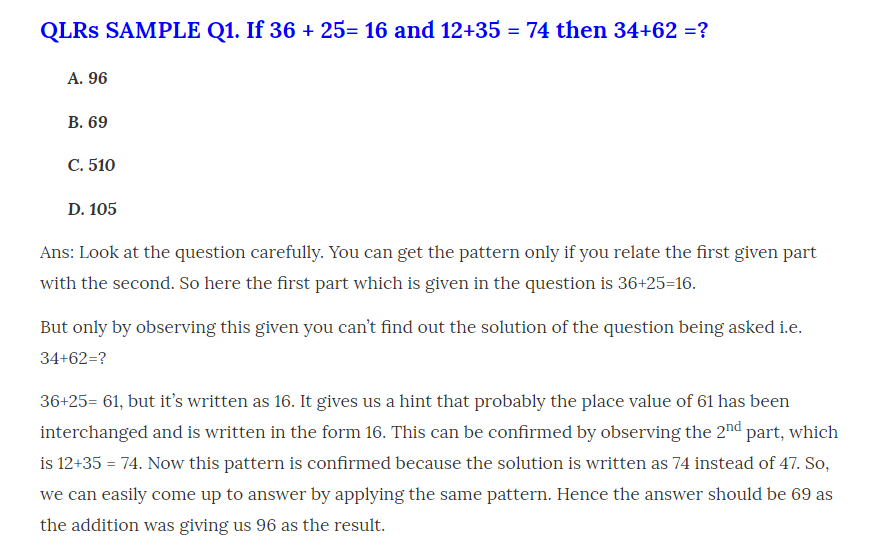 QLRs SAMPLE Q1. If 36 + 25= 16 and 12+35 = 74 then 34+62 =?
A. 96
B. 69
C. 510
D. 105
Ans: Look at the question carefully. You can get the pattern only if you relate the first given part
with the second. So here the first part which is given in the question is 36+25=16.
But only by observing this given you can’t find out the solution of the question being asked i.e.
34+62=?
36+25= 61, but it’s written as 16. It gives us a hint that probably the place value of 61 has been
interchanged and is written in the form 16. This can be confirmed by observing the 2nd part, which
is 12+35 = 74. Now this pattern is confirmed because the solution is written as 74 instead of 47. So,
we can easily come up to answer by applying the same pattern. Hence the answer should be 69 as
the addition was giving us 96 as the result.